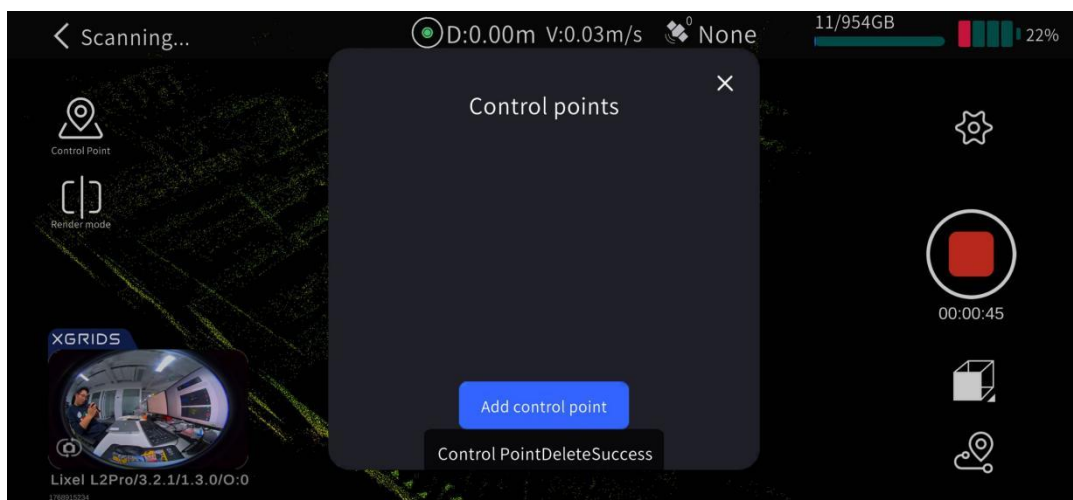 Scanning...
D:0.00m V:0.03m/s
0
None
11/954GB
22%
Control points
Control Point
Render mode
00:00:45
XGRIDS
Add control point
Control PointDeleteSuccess
Lixel L2Pro/3.2.1/1.3.0/O:0